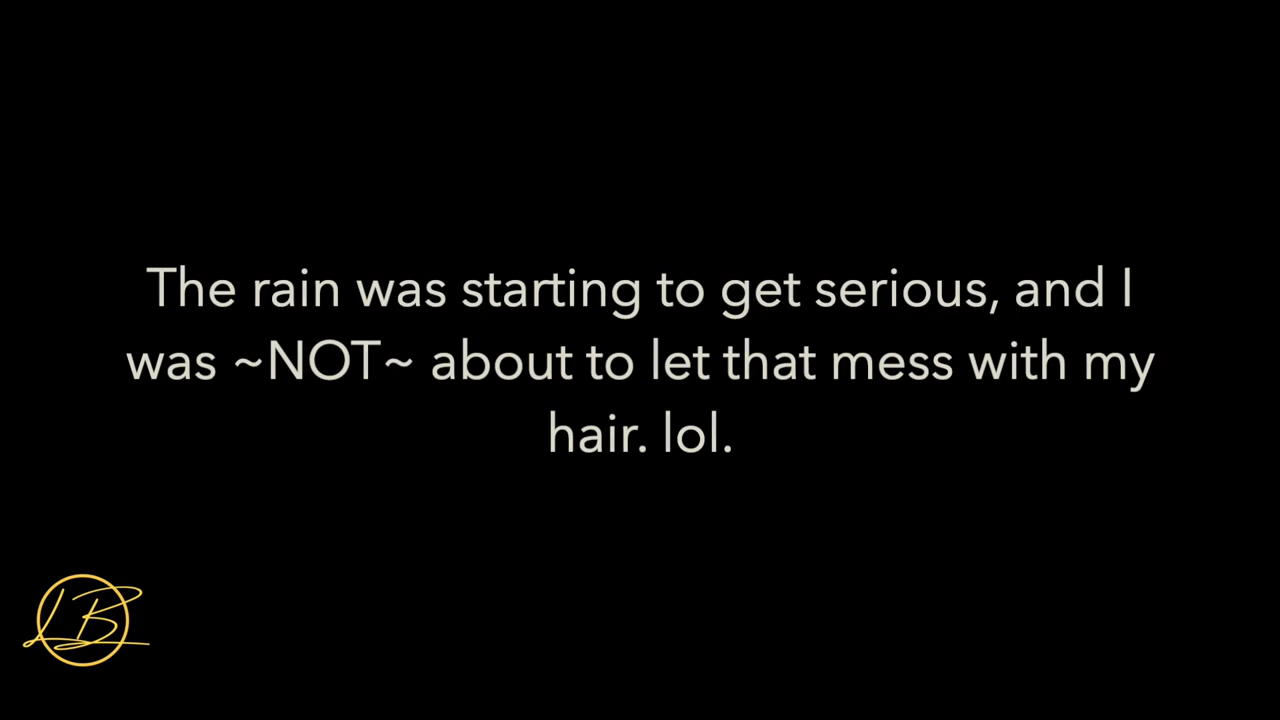 The rain was starting to get serious, and I
was ~NOT~ about to let that mess with my
hair. lol.
LB